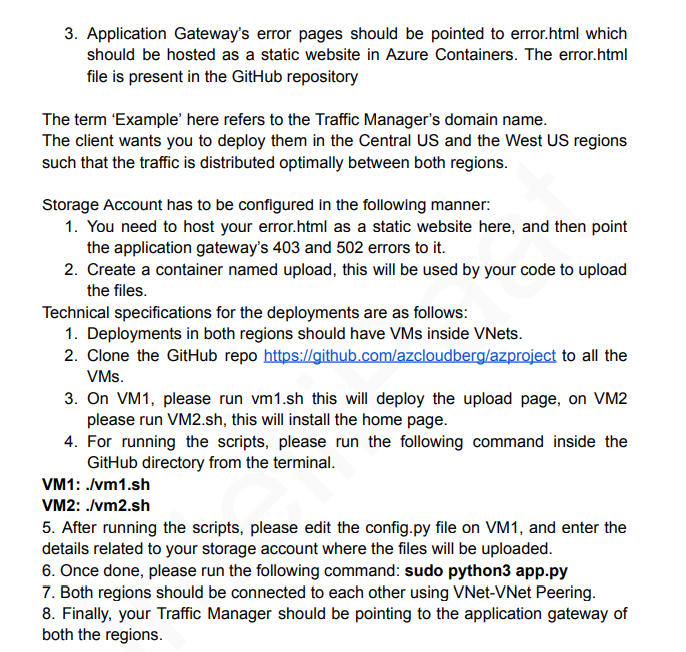 3. Application Gateway's error pages should be pointed to error.html which
should be hosted as a static website in Azure Containers. The error.html
file is present in the GitHub repository
The term 'Example' here refers to the Traffic Manager's domain name.
The client wants you to deploy them in the Central US and the West US regions
such that the traffic is distributed optimally between both regions.
Storage Account has to be configured in the following manner:
1. You need to host your error.html as a static website here, and then point
the application gateway's 403 and 502 errors to it.
2. Create a container named upload, this will be used by your code to upload
the files.
Technical specifications for the deployments are as follows:
1. Deployments in both regions should have VMs inside VNets.
2. Clone the GitHub repo https://github.com/azcloudberg/azproject to all the
VMs.
3. On VM1, please run vm1.sh this will deploy the upload page, on VM2
please run VM2.sh, this will install the home page.
4. For running the scripts, please run the following command inside the
GitHub directory from the terminal.
VM1: ./vm1.sh
VM2: ./vm2.sh
5. After running the scripts, please edit the config.py file on VM1, and enter the
details related to your storage account where the files will be uploaded.
6. Once done, please run the following command: sudo python3 app.py
7. Both regions should be connected to each other using VNet-VNet Peering.
8. Finally, your Traffic Manager should be pointing to the application gateway of
both the regions.